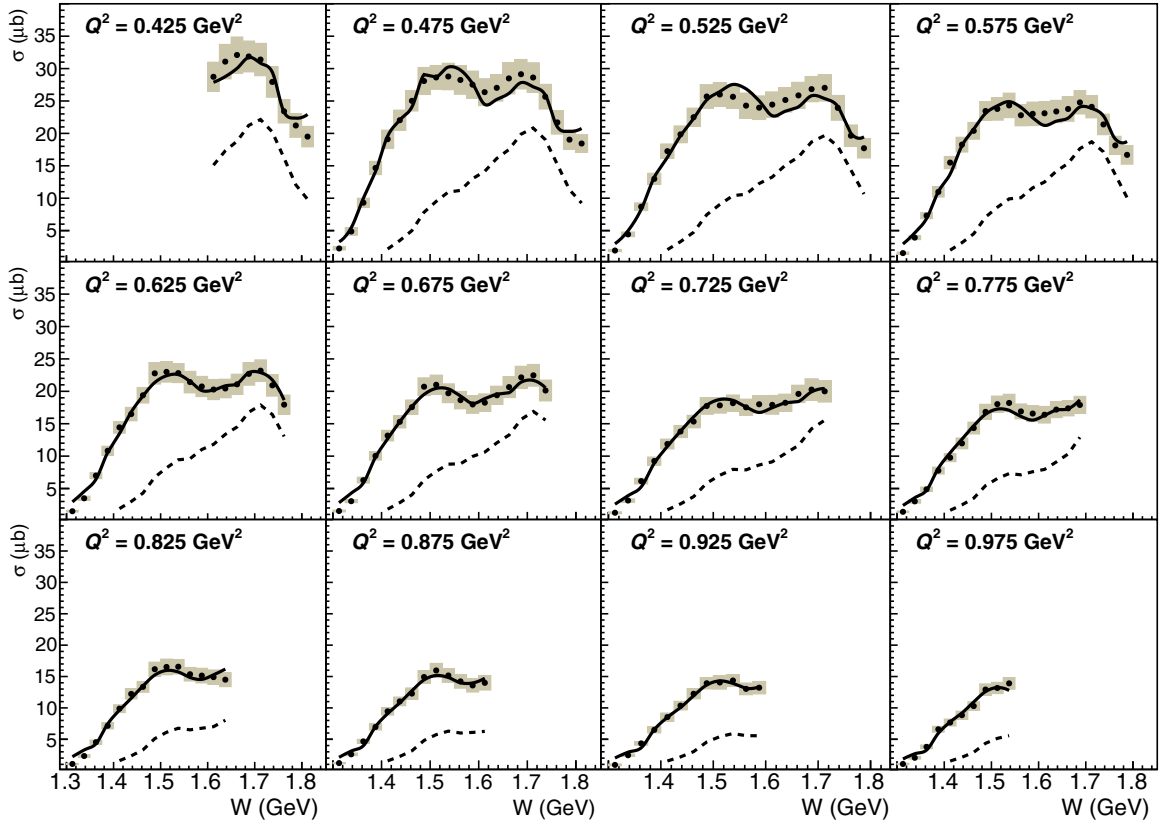 σ (μb)
Q² = 0.425 GeV²
Q² = 0.475 GeV²
Q² = 0.525 GeV²
Q² = 0.575 GeV²
35
30
25
20
15
10
5
σ (μb)
Q² = 0.625 GeV²
Q² = 0.675 GeV²
Q² = 0.725 GeV²
Q² = 0.775 GeV²
35
30
25
20
15
10
5
σ (μb)
Q² = 0.825 GeV²
Q² = 0.875 GeV²
Q² = 0.925 GeV²
Q² = 0.975 GeV²
35
30
25
20
15
10
5
1.3 1.4 1.5 1.6 1.7 1.8 1.4 1.5 1.6 1.7 1.8 1.4 1.5 1.6 1.7 1.8 1.4 1.5 1.6 1.7 1.8
W (GeV) W (GeV) W (GeV) W (GeV)